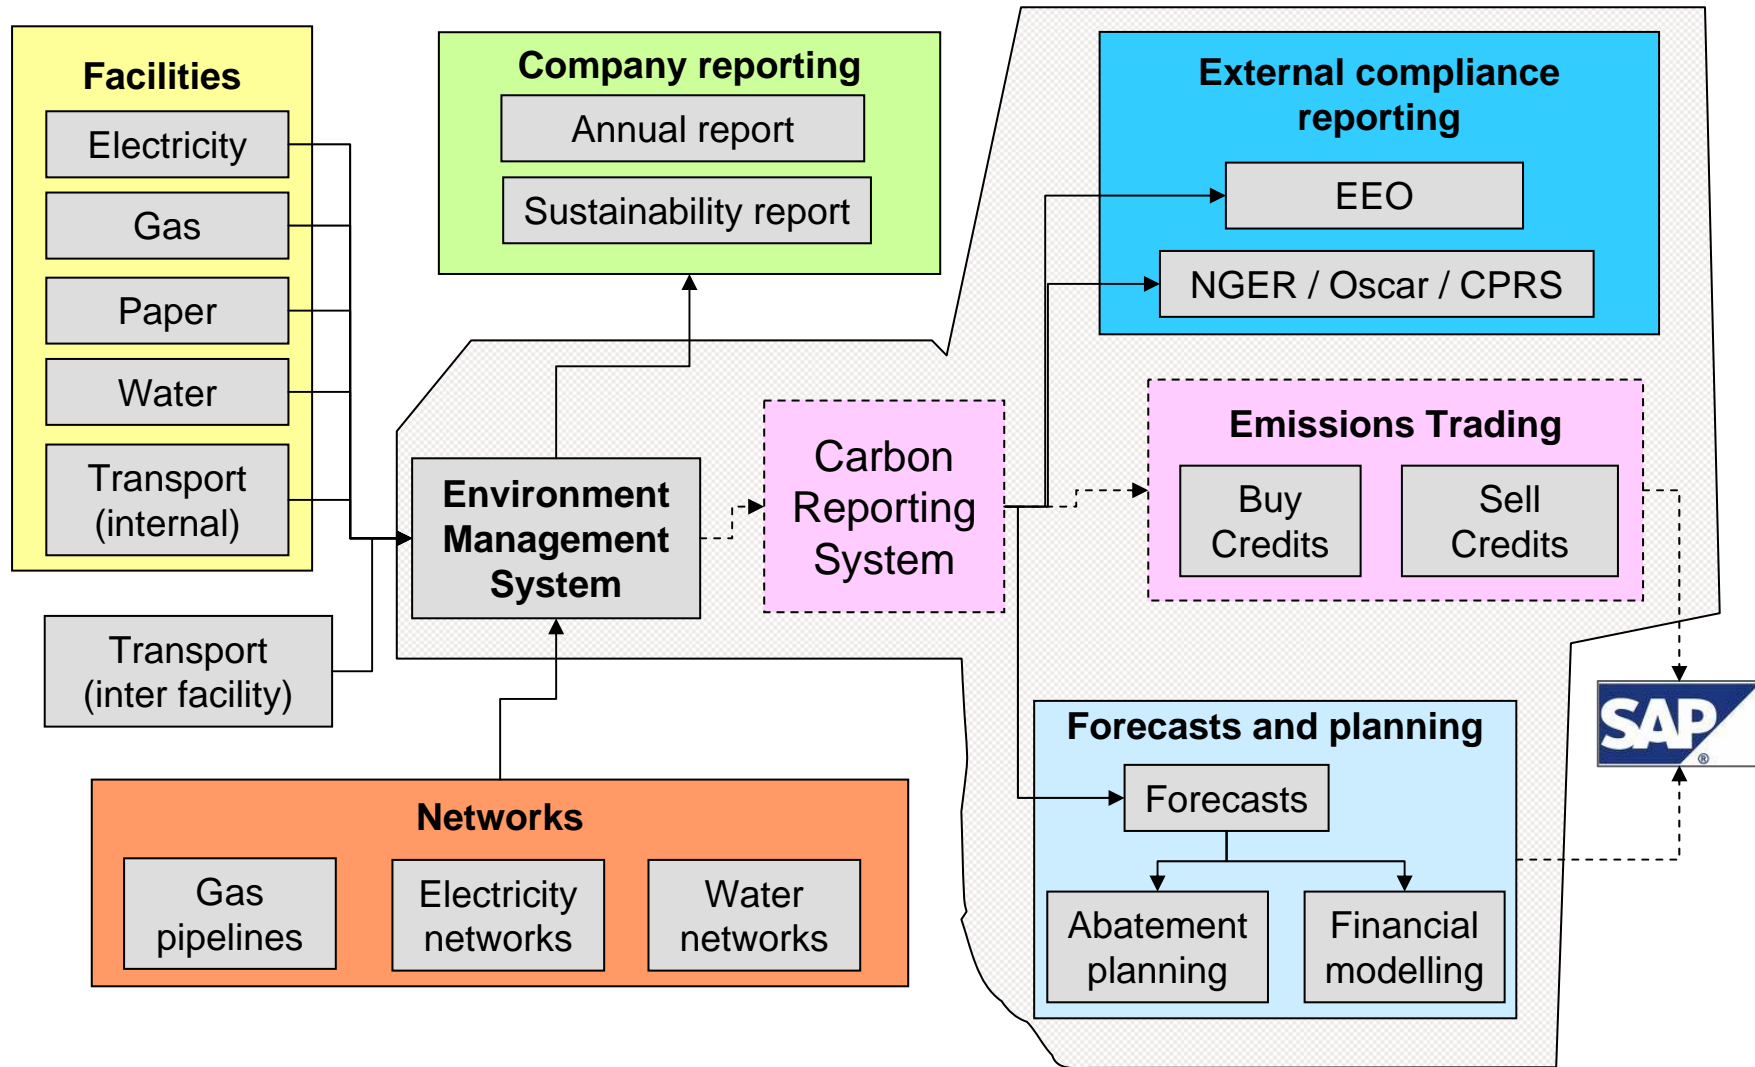 Facilities
Electricity
Gas
Paper
Water
Transport
(internal)
Transport
(inter facility)
Company reporting
Annual report
Sustainability report
Environment
Management
System
Carbon
Reporting
System
External compliance
reporting
EEO
NGER / Oscar / CPRS
Emissions Trading
Buy
Credits
Sell
Credits
SAP®
Forecasts and planning
Forecasts
Abatement
planning
Financial
modelling
Networks
Gas
pipelines
Electricity
networks
Water
networks